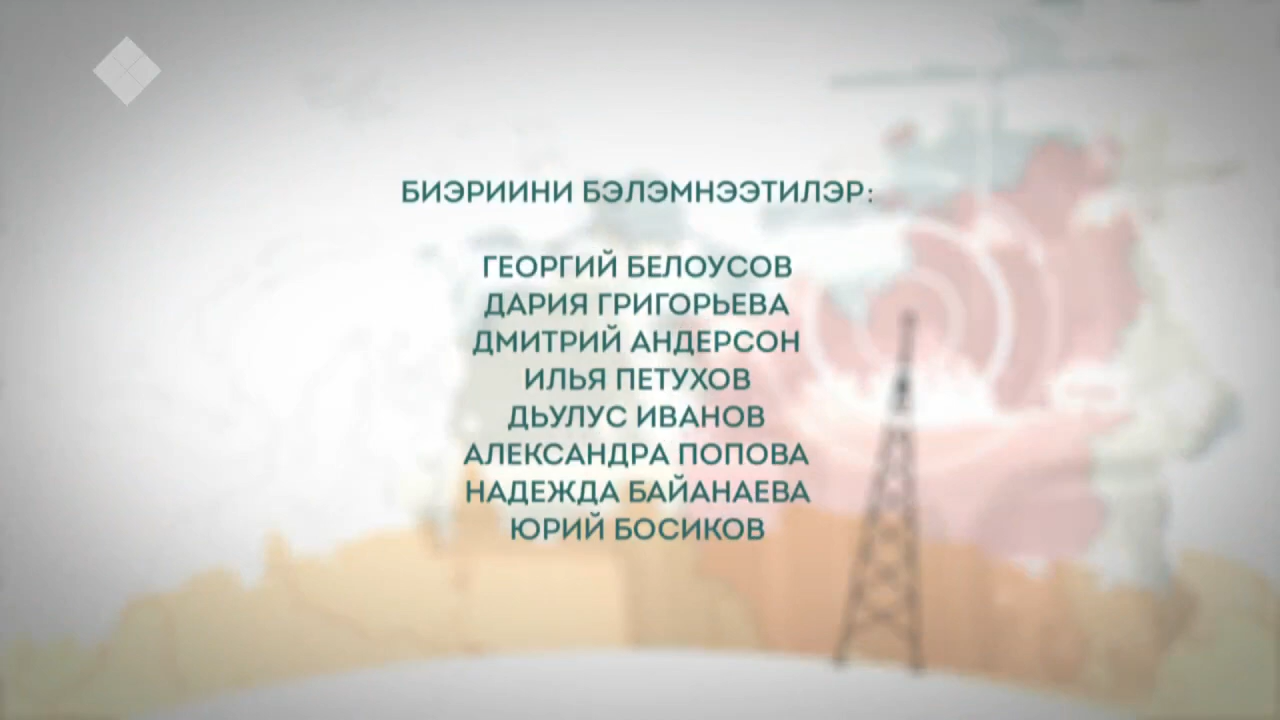 БИЭРИИНИ БЭЛЭМНЭЭТИЛЭР:
ГЕОРГИЙ БЕЛОУСОВ
ДАРИЯ ГРИГОРЬЕВА
ДМИТРИЙ АНДЕРСОН
ИЛЬЯ ПЕТУХОВ
ДЬУЛУС ИВАНОВ
АЛЕКСАНДРА ПОПОВА
НАДЕЖДА БАЙАНАЕВА
ЮРИЙ БОСИКОВ